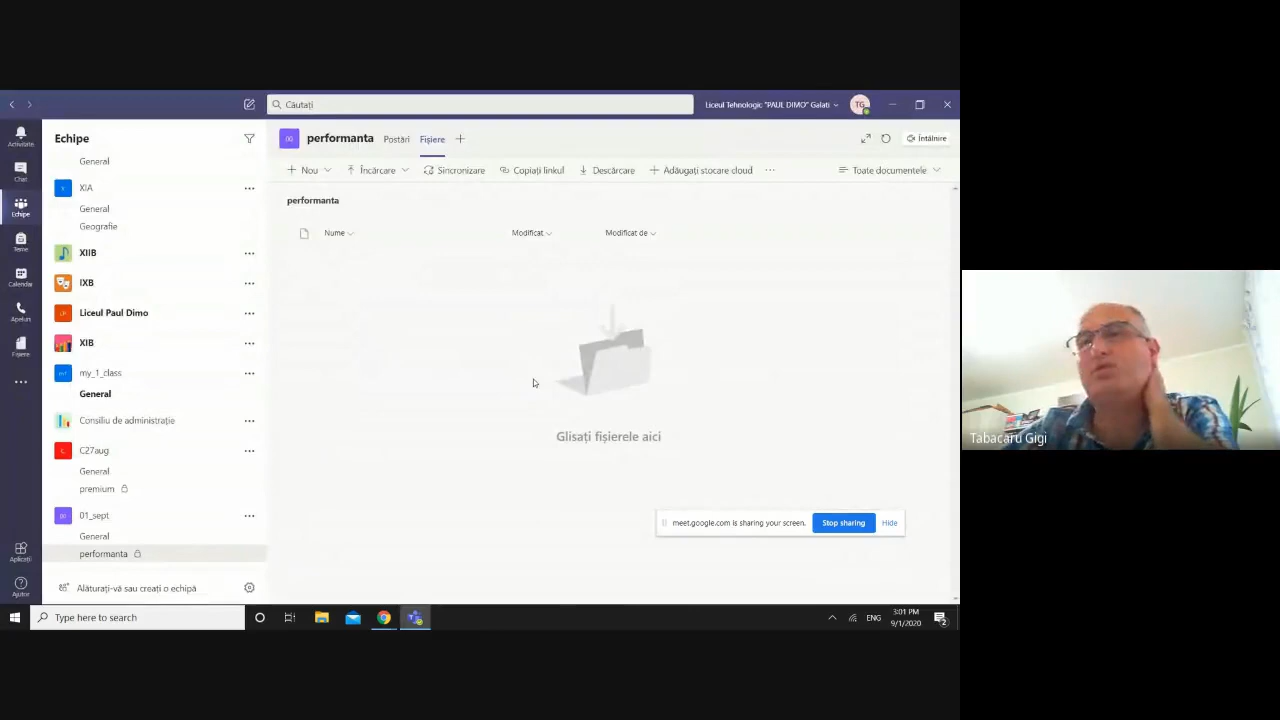 Căutați
Liceul Tehnologic "PAUL DIMO" Galati
TG
Activitate
Chat
Echipe
Teme
Calendar
Apeluri
Fișiere
Aplicații
Ajutor
Echipe
General
XIA
General
Geografie
XIIB
IXB
Liceul Paul Dimo
XIB
my_1_class
General
Consiliu de administrație
C
C27aug
General
premium
01_sept
General
performanta
Alăturați-vă sau creați o echipă
performanta Postări Fișiere
Întâlnire
Nou Încărcare Sincronizare Copiați linkul Descărcare Adăugați stocare cloud Toate documentele
performanta
Nume Modificat Modificat de
Glisați fișierele aici
meet.google.com is sharing your screen. Stop sharing Hide
Tabacaru Gigi
Type here to search
ENG
3:01 PM
9/1/2020
2